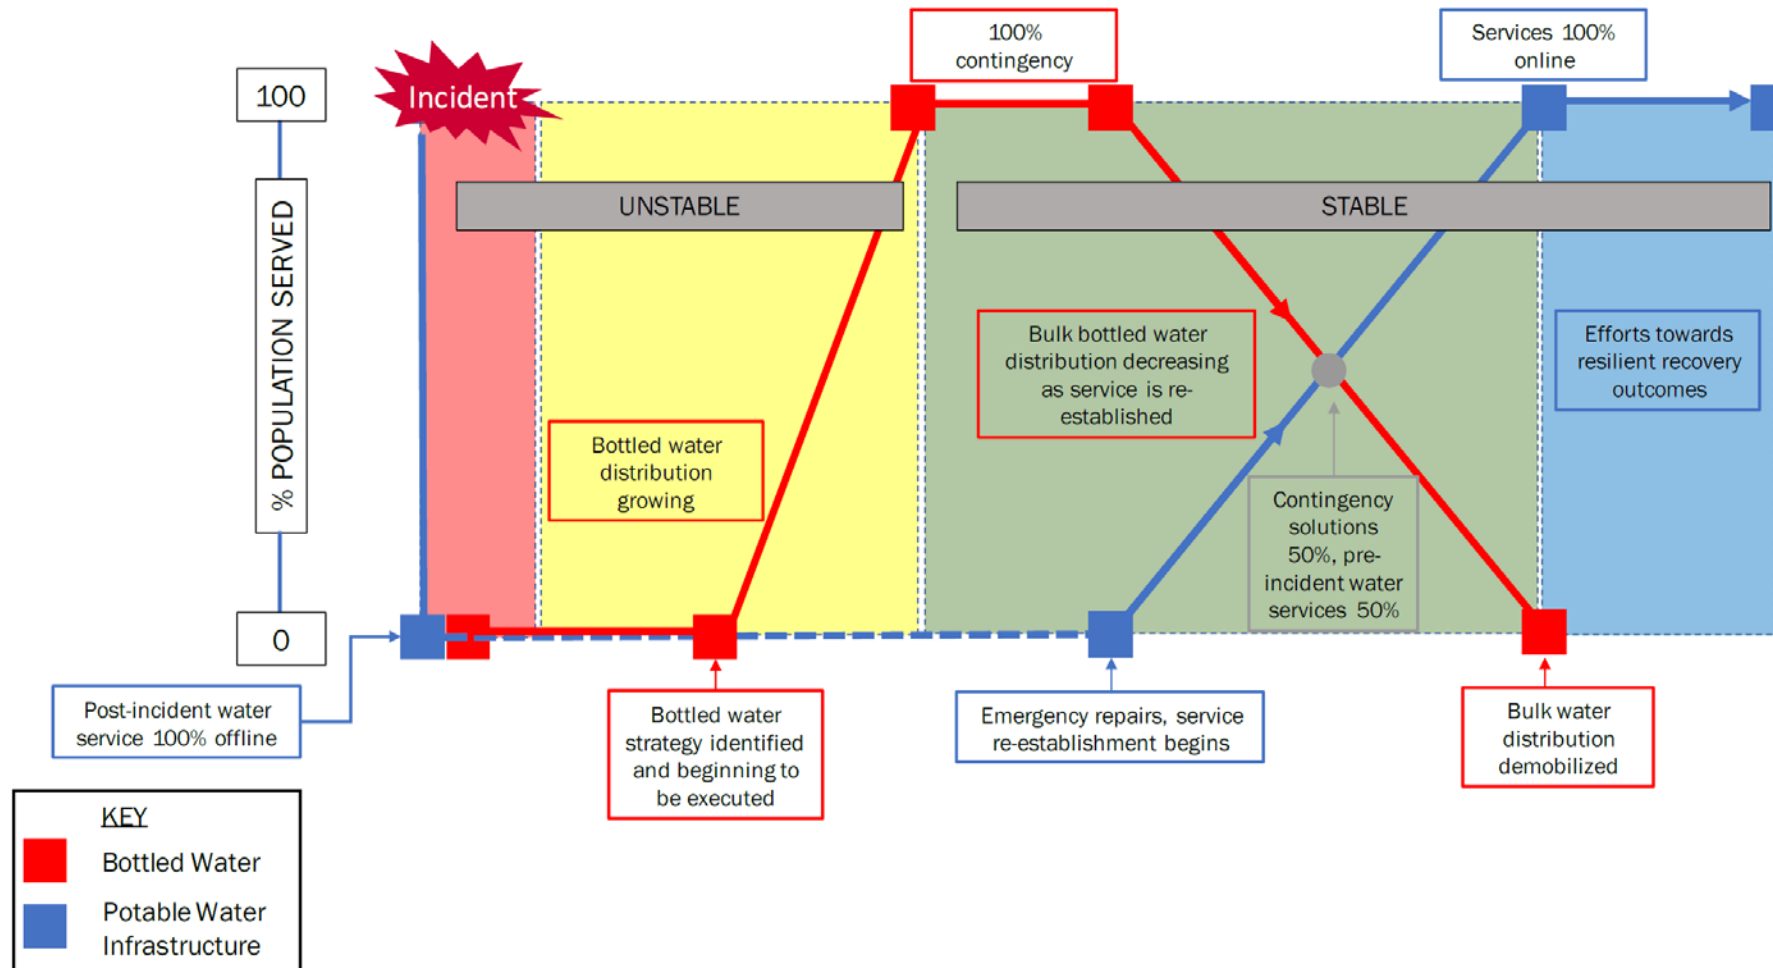 100%
contingency
Services 100%
online
100
Incident
UNSTABLE
STABLE
% POPULATION SERVED
Bulk bottled water
distribution decreasing
as service is re-
established
Efforts towards
resilient recovery
outcomes
Bottled water
distribution
growing
Contingency
solutions
50%, pre-
incident water
services 50%
0
Post-incident water
service 100% offline
Bottled water
strategy identified
and beginning to
be executed
Emergency repairs, service
re-establishment begins
Bulk water
distribution
demobilized
KEY
Bottled Water
Potable Water
Infrastructure